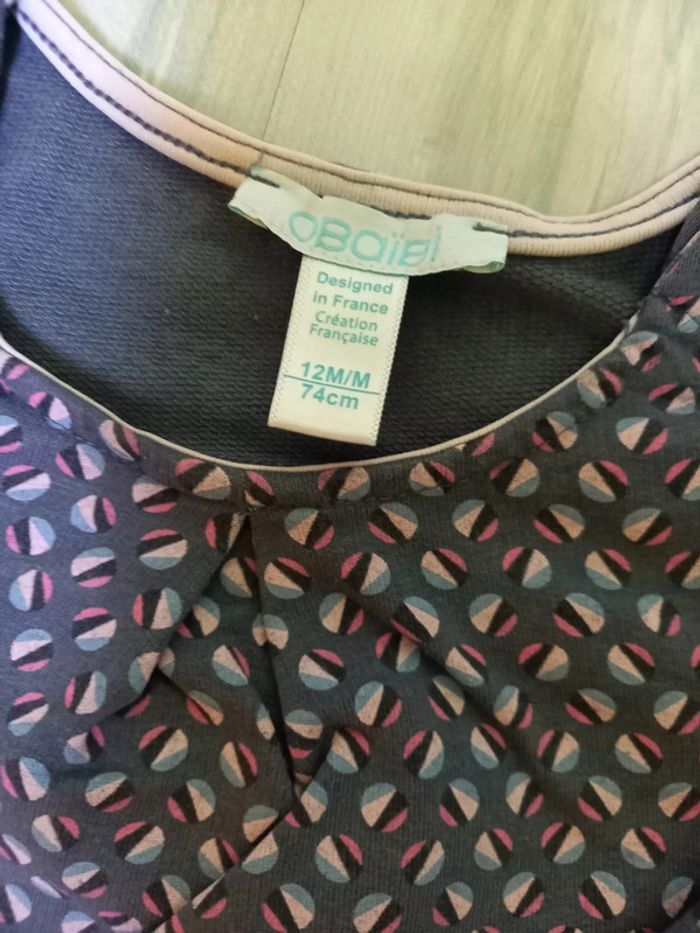 OBaïBi
Designed
in France
Création
Française
12M/M
74cm